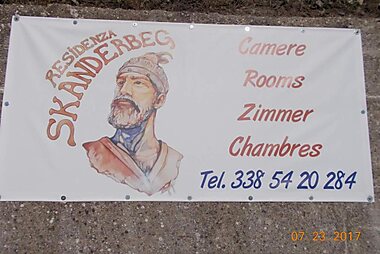 RESIDENZA
SKANDERBEG
Camere
Rooms
Zimmer
Chambres
Tel. 338 54 20 284
07 23 2017